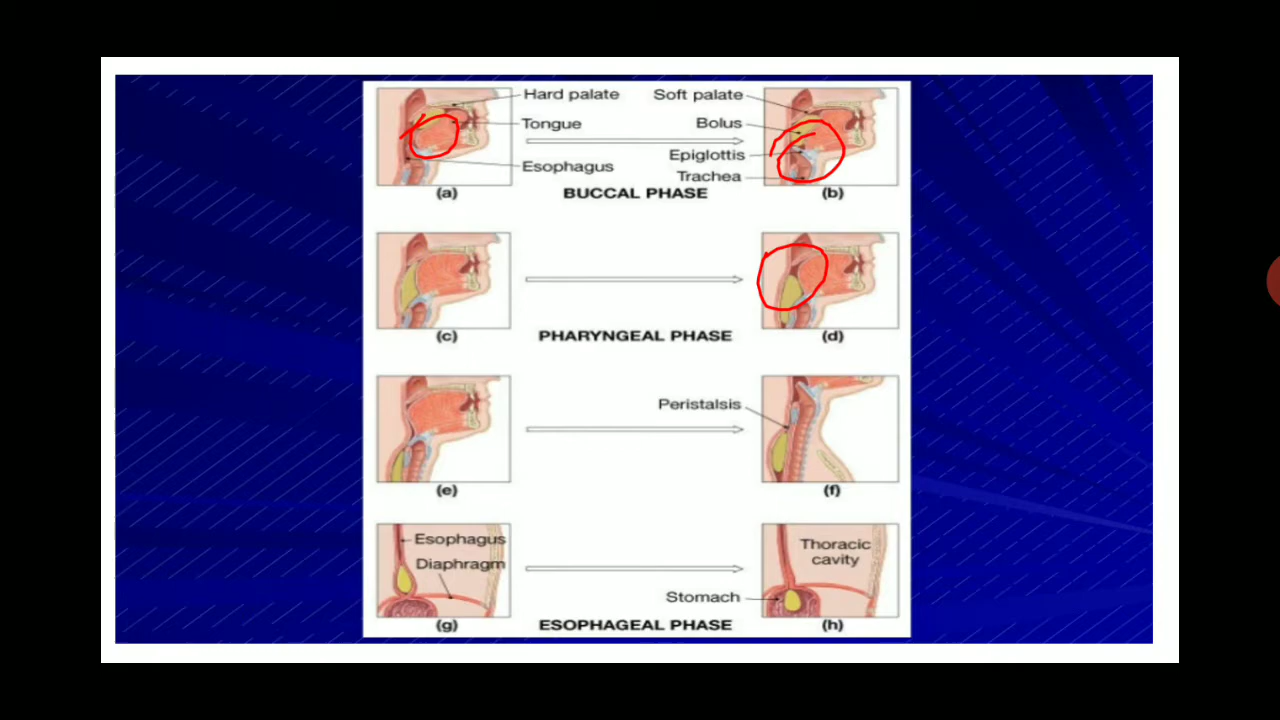 Hard palate
Soft palate
Tongue
Bolus
Epiglottis
Esophagus
Trachea
(a)
BUCCAL PHASE
(b)
(c)
PHARYNGEAL PHASE
(d)
Peristalsis
(e)
(f)
Esophagus
Diaphragm
Thoracic
cavity
Stomach
(g)
ESOPHAGEAL PHASE
(h)